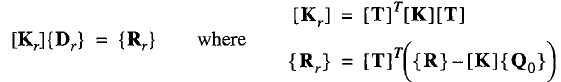 [K_r]{D_r} = {R_r} where
[K_r] = [T]^T[K][T]
{R_r} = [T]^T({R}–[K]{Q_0})